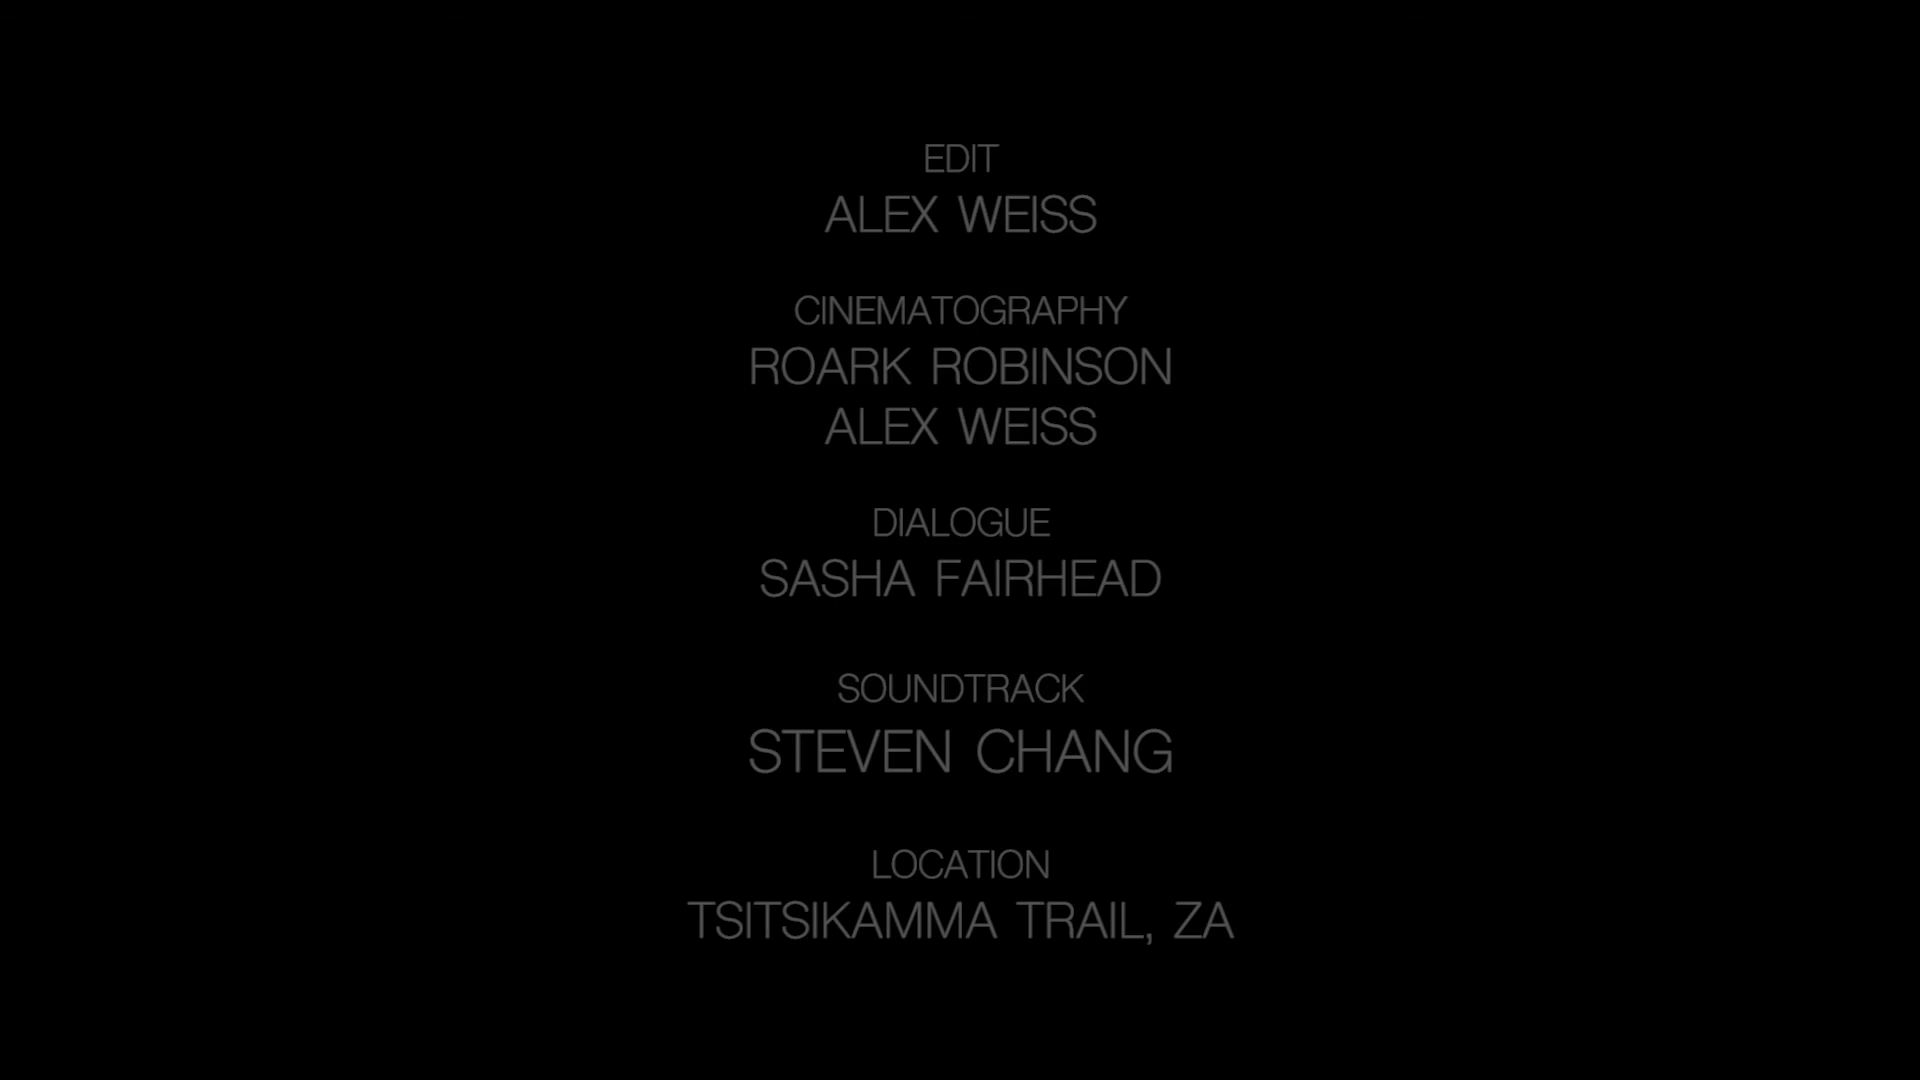 EDIT
ALEX WEISS
CINEMATOGRAPHY
ROARK ROBINSON
ALEX WEISS
DIALOGUE
SASHA FAIRHEAD
SOUNDTRACK
STEVEN CHANG
LOCATION
TSITSIKAMMA TRAIL, ZA